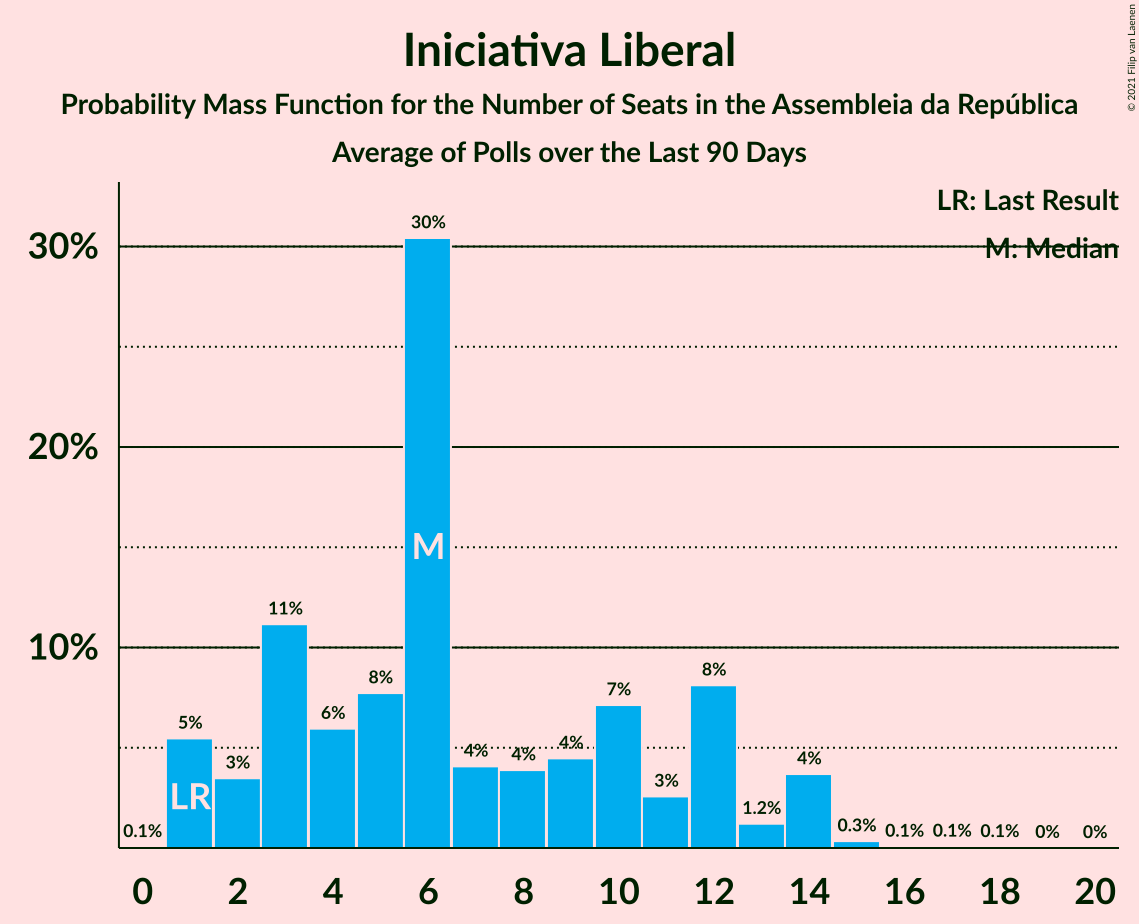 Iniciativa Liberal
Probability Mass Function for the Number of Seats in the Assembleia da República
Average of Polls over the Last 90 Days
© 2021 Filip van Laenen
LR: Last Result
M: Median
30%
20%
10%
0.1%
5%
3%
11%
6%
8%
30%
4%
4%
4%
7%
3%
8%
1.2%
4%
0.3%
0.1%
0.1%
0.1%
0%
0%
LR
M
0 2 4 6 8 10 12 14 16 18 20